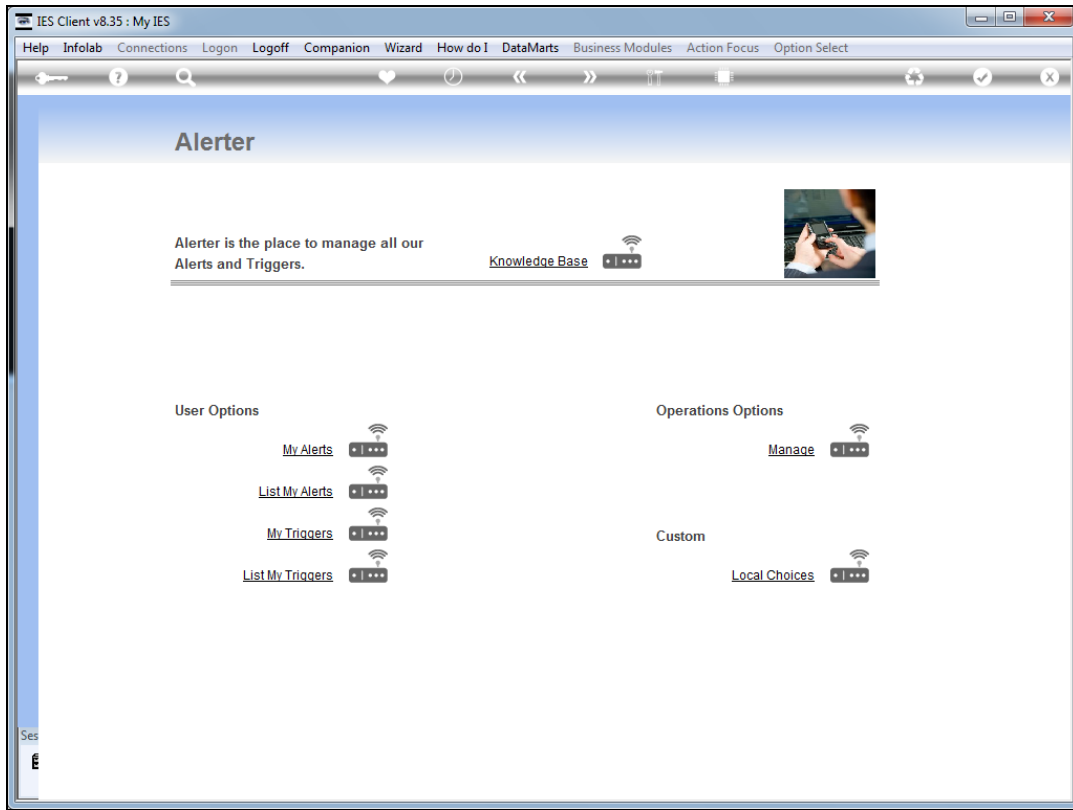 IES Client v8.35 : My IES
Help Infolab Connections Logon Logoff Companion Wizard How do I DataMarts Business Modules Action Focus Option Select
Alerter
Alerter is the place to manage all our
Alerts and Triggers.
Knowledge Base
User Options
Operations Options
My Alerts
Manage
List My Alerts
My Triggers
Custom
List My Triggers
Local Choices
Ses